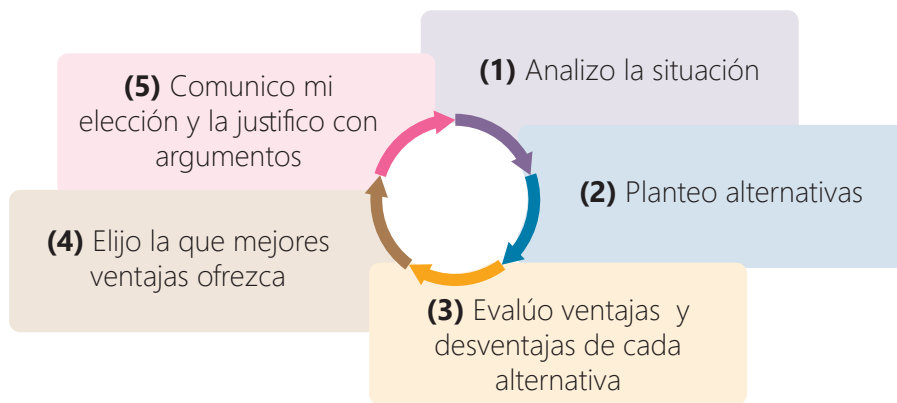 (1) Analizo la situación
(2) Planteo alternativas
(3) Evalúo ventajas y
desventajas de cada
alternativa
(4) Elijo la que mejores
ventajas ofrezca
(5) Comunico mi
elección y la justifico con
argumentos